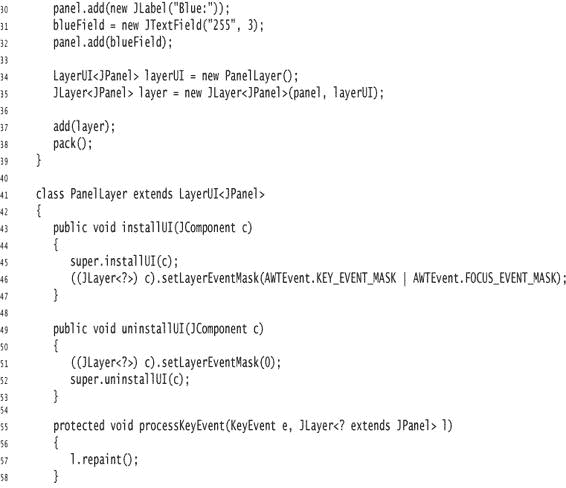 30 panel.add(new JLabel("Blue:"));
31 blueField = new JTextField("255", 3);
32 panel.add(blueField);
33
34 LayerUI<JPanel> layerUI = new PanelLayer();
35 JLayer<JPanel> layer = new JLayer<JPanel>(panel, layerUI);
36
37 add(layer);
38 pack();
39 }
40
41 class PanelLayer extends LayerUI<JPanel>
42 {
43 public void installUI(JComponent c)
44 {
45 super.installUI(c);
46 ((JLayer<?>) c).setLayerEventMask(AWTEvent.KEY_EVENT_MASK | AWTEvent.FOCUS_EVENT_MASK);
47 }
48
49 public void uninstallUI(JComponent c)
50 {
51 ((JLayer<?>) c).setLayerEventMask(0);
52 super.uninstallUI(c);
53 }
54
55 protected void processKeyEvent(KeyEvent e, JLayer<? extends JPanel> l)
56 {
57 l.repaint();
58 }